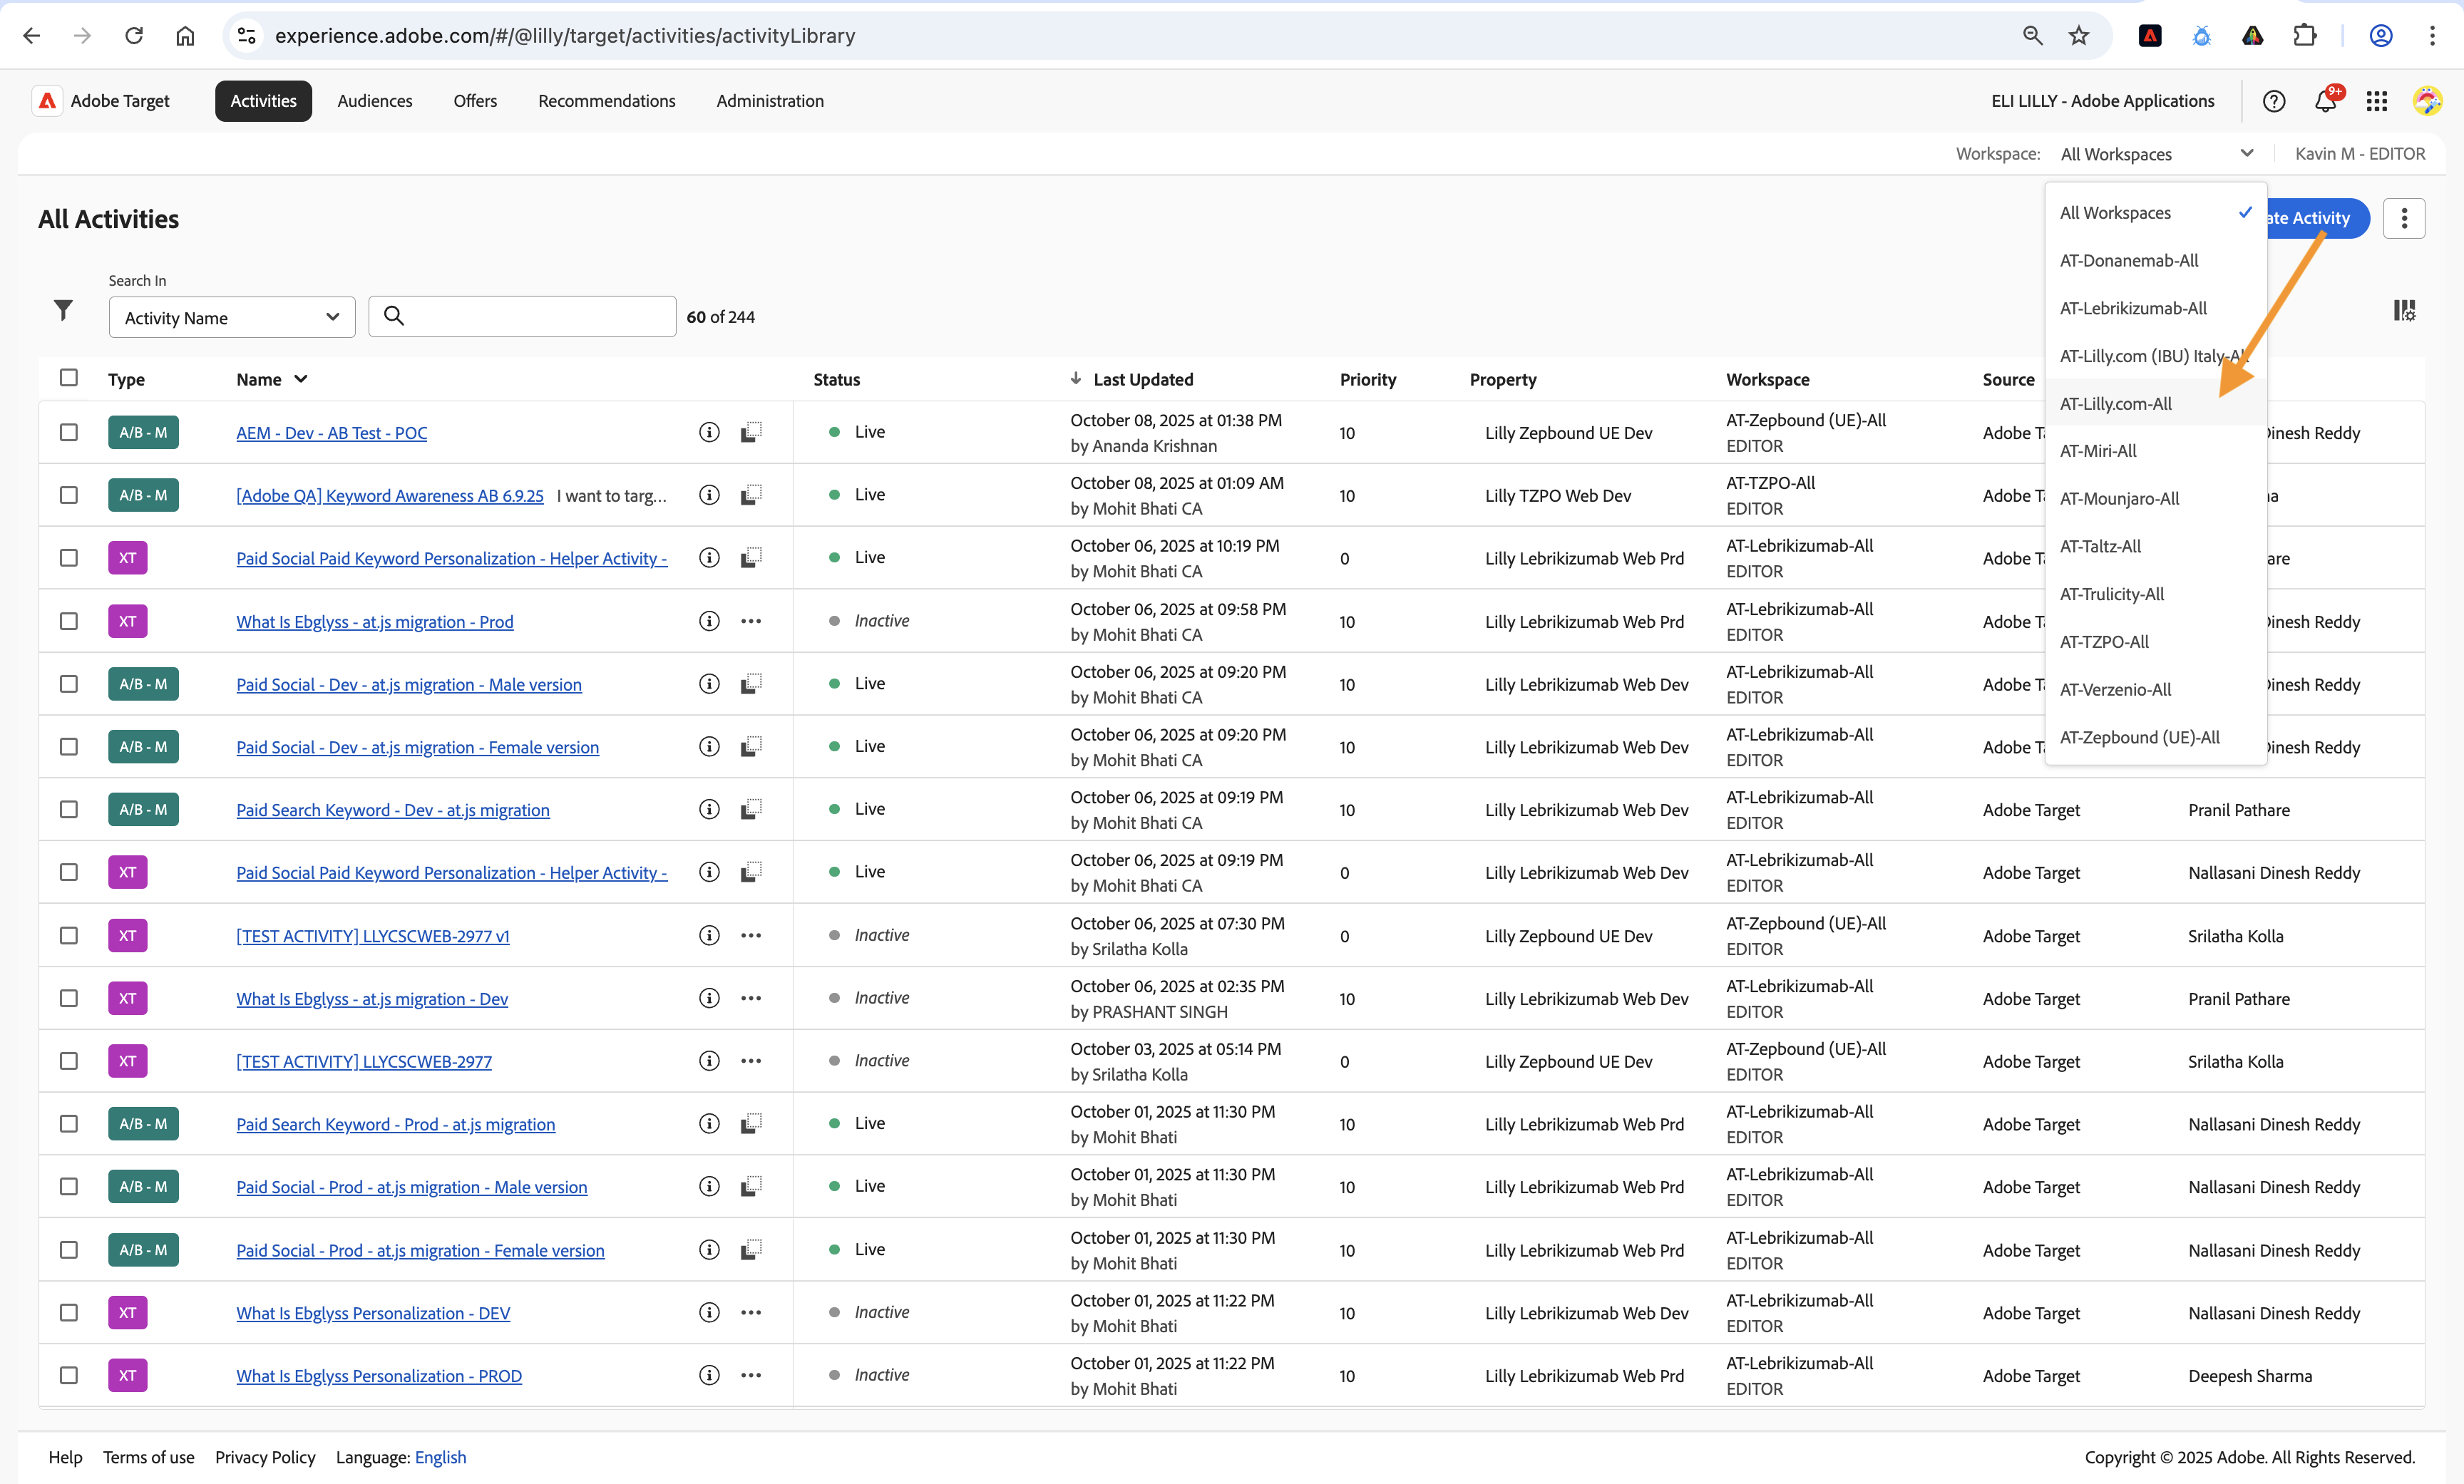 experience.adobe.com/#/@lilly/target/activities/activityLibrary
Adobe Target
Activities
Audiences
Offers
Recommendations
Administration
ELI LILLY - Adobe Applications
9+
Workspace:
All Workspaces
Kavin M - EDITOR
All Activities
ate Activity
All Workspaces
AT-Donanemab-All
AT-Lebrikizumab-All
AT-Lilly.com (IBU) Italy-All
AT-Lilly.com-All
AT-Miri-All
AT-Mounjaro-All
AT-Taltz-All
AT-Trulicity-All
AT-TZPO-All
AT-Verzenio-All
AT-Zepbound (UE)-All
Search In
Activity Name
60 of 244
Type Name Status Last Updated Priority Property Workspace Source
A/B - M AEM - Dev - AB Test - POC Live October 08, 2025 at 01:38 PM 10 Lilly Zepbound UE Dev AT-Zepbound (UE)-All Adobe Dinesh Reddy
by Ananda Krishnan EDITOR
A/B - M [Adobe QA] Keyword Awareness AB 6.9.25 I want to targ... Live October 08, 2025 at 01:09 AM 10 Lilly TZPO Web Dev AT-TZPO-All Adobe
by Mohit Bhati CA EDITOR
XT Paid Social Paid Keyword Personalization - Helper Activity - Live October 06, 2025 at 10:19 PM 0 Lilly Lebrikizumab Web Prd AT-Lebrikizumab-All Adobe
by Mohit Bhati CA EDITOR
XT What Is Ebglyss - at.js migration - Prod Inactive October 06, 2025 at 09:58 PM 10 Lilly Lebrikizumab Web Prd AT-Lebrikizumab-All Adobe Dinesh Reddy
by Mohit Bhati CA EDITOR
A/B - M Paid Social - Dev - at.js migration - Male version Live October 06, 2025 at 09:20 PM 10 Lilly Lebrikizumab Web Dev AT-Lebrikizumab-All Adobe Dinesh Reddy
by Mohit Bhati CA EDITOR
A/B - M Paid Social - Dev - at.js migration - Female version Live October 06, 2025 at 09:20 PM 10 Lilly Lebrikizumab Web Dev AT-Lebrikizumab-All Adobe Dinesh Reddy
by Mohit Bhati CA EDITOR
A/B - M Paid Search Keyword - Dev - at.js migration Live October 06, 2025 at 09:19 PM 10 Lilly Lebrikizumab Web Dev AT-Lebrikizumab-All Adobe Target Pranil Pathare
by Mohit Bhati CA EDITOR
XT Paid Social Paid Keyword Personalization - Helper Activity - Live October 06, 2025 at 09:19 PM 0 Lilly Lebrikizumab Web Dev AT-Lebrikizumab-All Adobe Target Nallasani Dinesh Reddy
by Mohit Bhati CA EDITOR
XT [TEST ACTIVITY] LLYCSCWEB-2977 v1 Inactive October 06, 2025 at 07:30 PM 0 Lilly Zepbound UE Dev AT-Zepbound (UE)-All Adobe Target Srilatha Kolla
by Srilatha Kolla EDITOR
XT What Is Ebglyss - at.js migration - Dev Inactive October 06, 2025 at 02:35 PM 10 Lilly Lebrikizumab Web Dev AT-Lebrikizumab-All Adobe Target Pranil Pathare
by PRASHANT SINGH EDITOR
XT [TEST ACTIVITY] LLYCSCWEB-2977 Inactive October 03, 2025 at 05:14 PM 0 Lilly Zepbound UE Dev AT-Zepbound (UE)-All Adobe Target Srilatha Kolla
by Srilatha Kolla EDITOR
A/B - M Paid Search Keyword - Prod - at.js migration Live October 01, 2025 at 11:30 PM 10 Lilly Lebrikizumab Web Prd AT-Lebrikizumab-All Adobe Target Nallasani Dinesh Reddy
by Mohit Bhati EDITOR
A/B - M Paid Social - Prod - at.js migration - Male version Live October 01, 2025 at 11:30 PM 10 Lilly Lebrikizumab Web Prd AT-Lebrikizumab-All Adobe Target Nallasani Dinesh Reddy
by Mohit Bhati EDITOR
A/B - M Paid Social - Prod - at.js migration - Female version Live October 01, 2025 at 11:30 PM 10 Lilly Lebrikizumab Web Prd AT-Lebrikizumab-All Adobe Target Nallasani Dinesh Reddy
by Mohit Bhati EDITOR
XT What Is Ebglyss Personalization - DEV Inactive October 01, 2025 at 11:22 PM 10 Lilly Lebrikizumab Web Dev AT-Lebrikizumab-All Adobe Target Nallasani Dinesh Reddy
by Mohit Bhati EDITOR
XT What Is Ebglyss Personalization - PROD Inactive October 01, 2025 at 11:22 PM 10 Lilly Lebrikizumab Web Prd AT-Lebrikizumab-All Adobe Target Deepesh Sharma
by Mohit Bhati EDITOR
Help Terms of use Privacy Policy Language: English
Copyright © 2025 Adobe. All Rights Reserved.